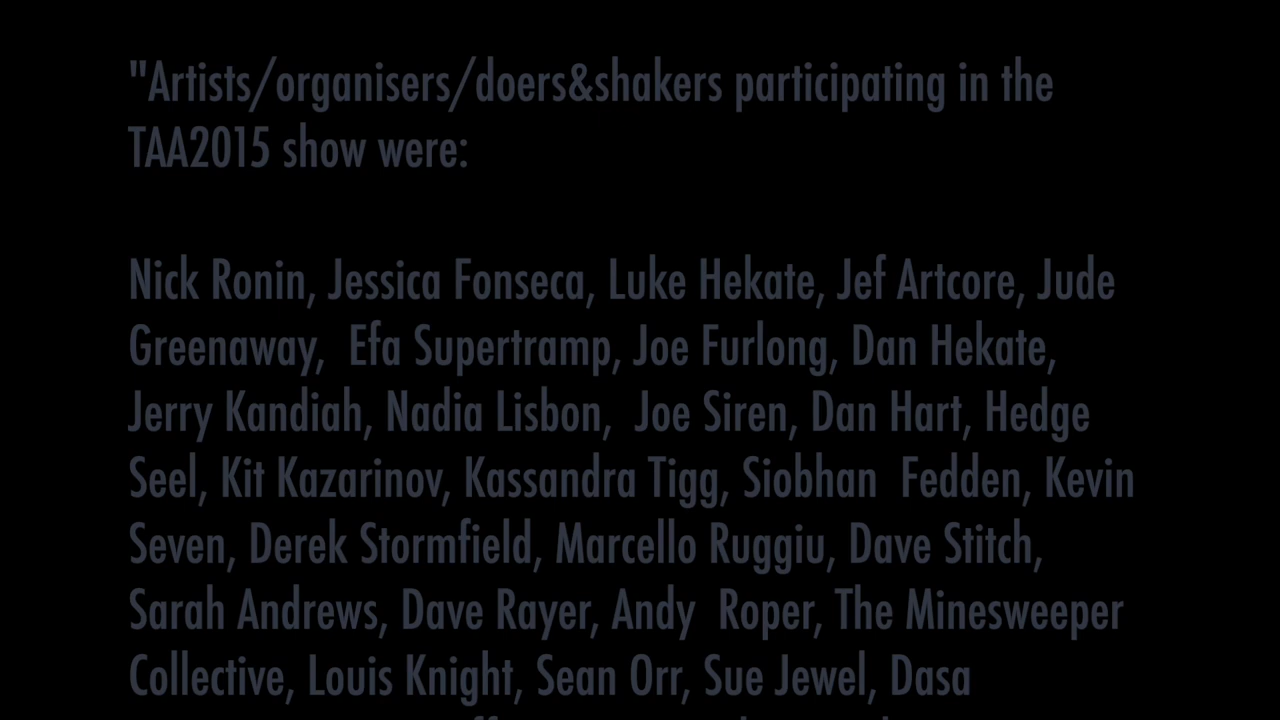 "Artists/organisers/doers&shakers participating in the
TAA2015 show were:
Nick Ronin, Jessica Fonseca, Luke Hekate, Jef Artcore, Jude
Greenaway,  Efa Supertramp, Joe Furlong, Dan Hekate,
Jerry Kandiah, Nadia Lisbon,  Joe Siren, Dan Hart, Hedge
Seel, Kit Kazarinov, Kassandra Tigg, Siobhan  Fedden, Kevin
Seven, Derek Stormfield, Marcello Ruggiu, Dave Stitch,
Sarah Andrews, Dave Rayer, Andy  Roper, The Minesweeper
Collective, Louis Knight, Sean Orr, Sue Jewel, Dasa